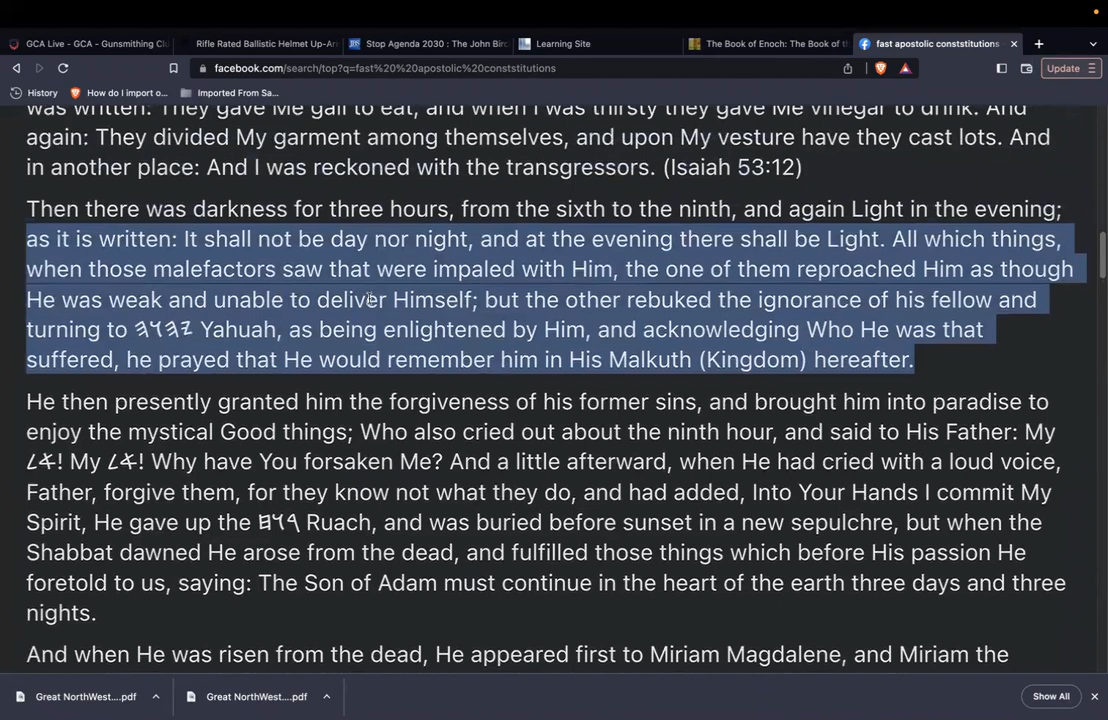 GCA Live - GCA - Gunsmithing Clu
Rifle Rated Ballistic Helmet Up-Ar
Stop Agenda 2030 : The John Birc
Learning Site
The Book of Enoch: The Book of th
fast apostolic conststitutions
facebook.com/search/top?q=fast%20%20apostolic%20conststitutions
Update
History
How do I import o...
Imported From Sa...
was written: They gave Me gall to eat, and when I was thirsty they gave Me vinegar to drink. And
again: They divided My garment among themselves, and upon My vesture have they cast lots. And
in another place: And I was reckoned with the transgressors. (Isaiah 53:12)
Then there was darkness for three hours, from the sixth to the ninth, and again Light in the evening;
as it is written: It shall not be day nor night, and at the evening there shall be Light. All which things,
when those malefactors saw that were impaled with Him, the one of them reproached Him as though
He was weak and unable to deliver Himself; but the other rebuked the ignorance of his fellow and
turning to 𐤉𐤄𐤅𐤄 Yahuah, as being enlightened by Him, and acknowledging Who He was that
suffered, he prayed that He would remember him in His Malkuth (Kingdom) hereafter.
He then presently granted him the forgiveness of his former sins, and brought him into paradise to
enjoy the mystical Good things; Who also cried out about the ninth hour, and said to His Father: My
𐤀𐤋! My 𐤀𐤋! Why have You forsaken Me? And a little afterward, when He had cried with a loud voice,
Father, forgive them, for they know not what they do, and had added, Into Your Hands I commit My
Spirit, He gave up the 𐤓𐤅𐤇 Ruach, and was buried before sunset in a new sepulchre, but when the
Shabbat dawned He arose from the dead, and fulfilled those things which before His passion He
foretold to us, saying: The Son of Adam must continue in the heart of the earth three days and three
nights.
And when He was risen from the dead, He appeared first to Miriam Magdalene, and Miriam the
Great NorthWest....pdf
Great NorthWest....pdf
Show All